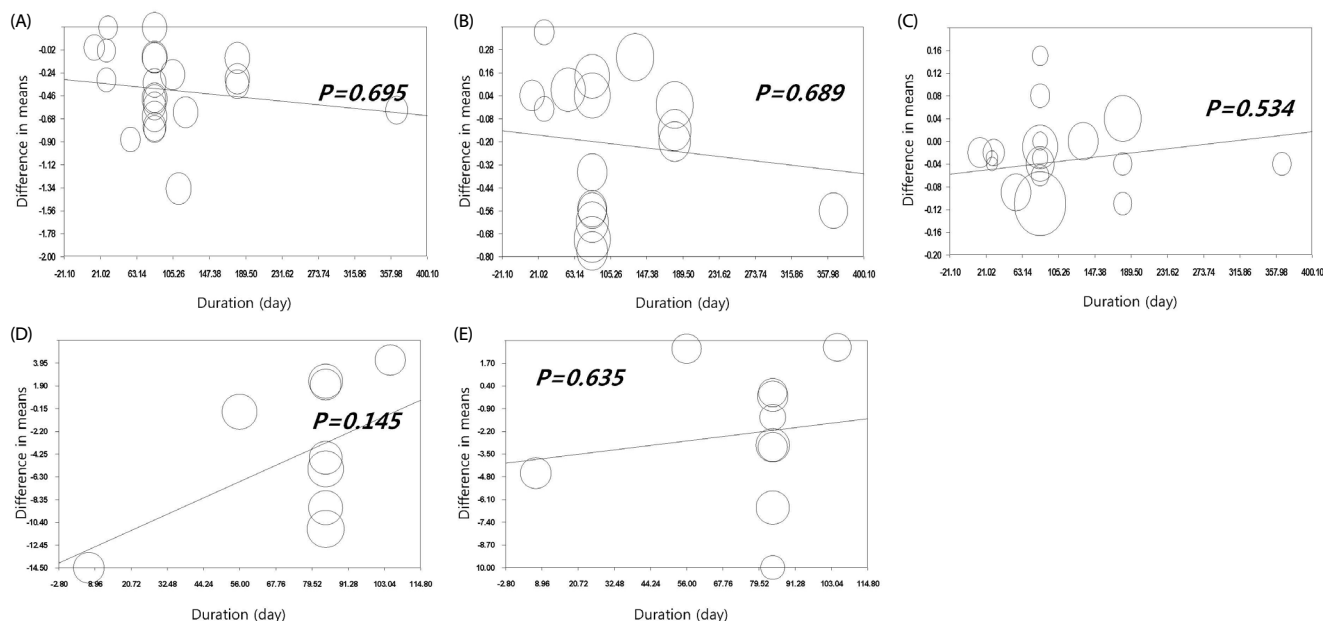 (A)
Difference in means
-0.02
-0.24
-0.46
-0.68
-0.90
-1.12
-1.34
-1.56
-1.78
-2.00
P=0.695
-21.10 21.02 63.14 105.26 147.38 189.50 231.62 273.74 315.86 357.98 400.10
Duration (day)
(B)
Difference in means
0.28
0.16
0.04
-0.08
-0.20
-0.32
-0.44
-0.56
-0.68
-0.80
P=0.689
-21.10 21.02 63.14 105.26 147.38 189.50 231.62 273.74 315.86 357.98 400.10
Duration (day)
(C)
Difference in means
0.16
0.12
0.08
0.04
0.00
-0.04
-0.08
-0.12
-0.16
-0.20
P=0.534
-21.10 21.02 63.14 105.26 147.38 189.50 231.62 273.74 315.86 357.98 400.10
Duration (day)
(D)
Difference in means
3.95
1.90
-0.15
-2.20
-4.25
-6.30
-8.35
-10.40
-12.45
-14.50
P=0.145
-2.80 8.96 20.72 32.48 44.24 56.00 67.76 79.52 91.28 103.04 114.80
Duration (day)
(E)
Difference in means
1.70
0.40
-0.90
-2.20
-3.50
-4.80
-6.10
-7.40
-8.70
10.00
P=0.635
-2.80 8.96 20.72 32.48 44.24 56.00 67.76 79.52 91.28 103.04 114.80
Duration (day)